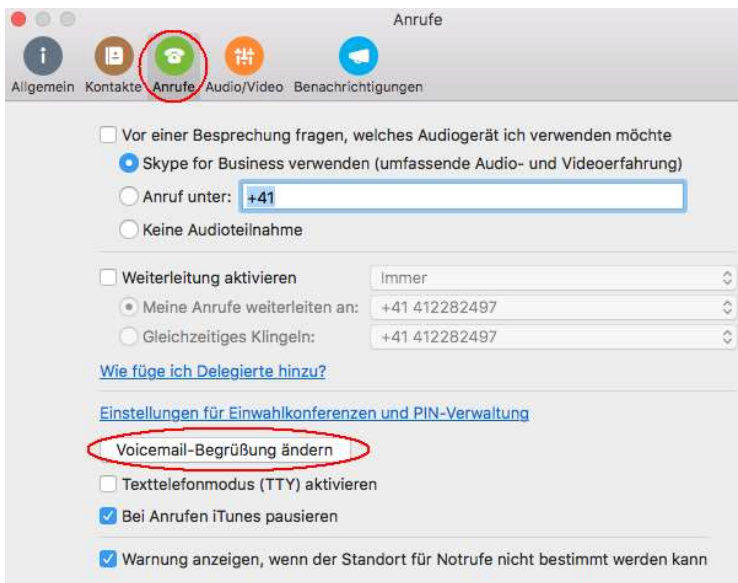 Anrufe
Allgemein Kontakte Anrufe Audio/Video Benachrichtigungen
Vor einer Besprechung fragen, welches Audiogerät ich verwenden möchte
Skype for Business verwenden (umfassende Audio- und Videoerfahrung)
Anruf unter: +41
Keine Audioteilnahme
Weiterleitung aktivieren Immer
Meine Anrufe weiterleiten an: +41 412282497
Gleichzeitiges Klingeln: +41 412282497
Wie füge ich Delegierte hinzu?
Einstellungen für Einwahlkonferenzen und PIN-Verwaltung
Voicemail-Begrüßung ändern
Texttelefonmodus (TTY) aktivieren
Bei Anrufen iTunes pausieren
Warnung anzeigen, wenn der Standort für Notrufe nicht bestimmt werden kann